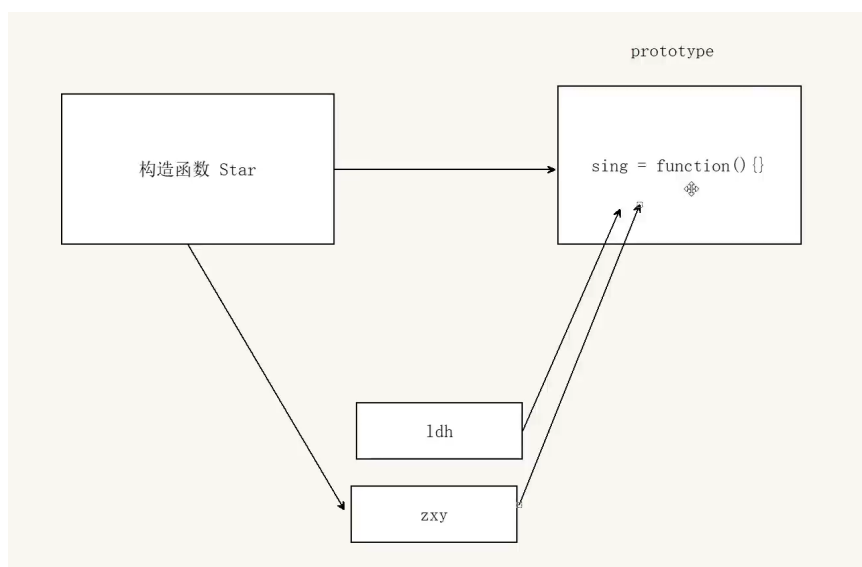 prototype
构造函数 Star
sing = function(){}
ldh
zxy